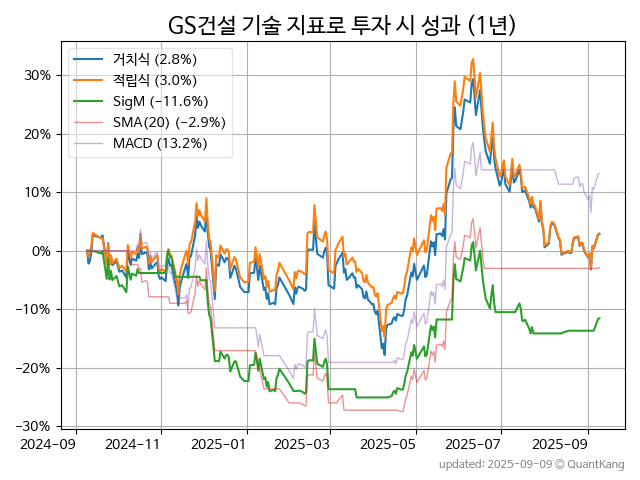 GS건설 기술 지표로 투자 시 성과 (1년)
거치식 (2.8%)
적립식 (3.0%)
SigM (−11.6%)
SMA(20) (−2.9%)
MACD (13.2%)
30%
20%
10%
0%
−10%
−20%
−30%
2024-09 2024-11 2025-01 2025-03 2025-05 2025-07 2025-09
updated: 2025-09-09 ⓒ QuantKang